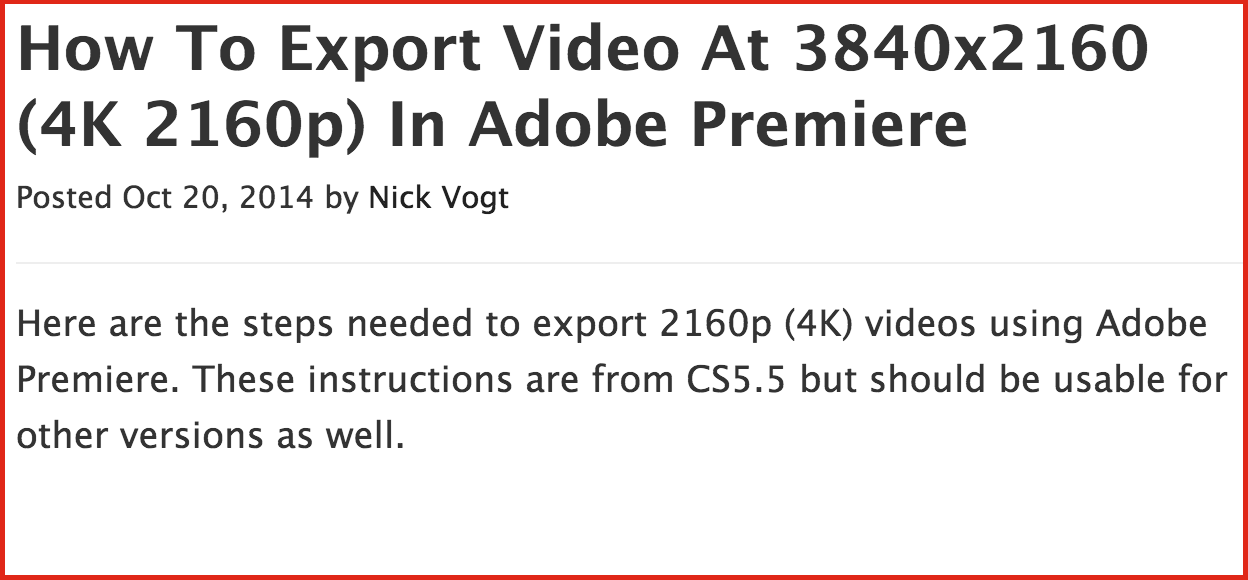 How To Export Video At 3840x2160
(4K 2160p) In Adobe Premiere
Posted Oct 20, 2014 by Nick Vogt
Here are the steps needed to export 2160p (4K) videos using Adobe
Premiere. These instructions are from CS5.5 but should be usable for
other versions as well.